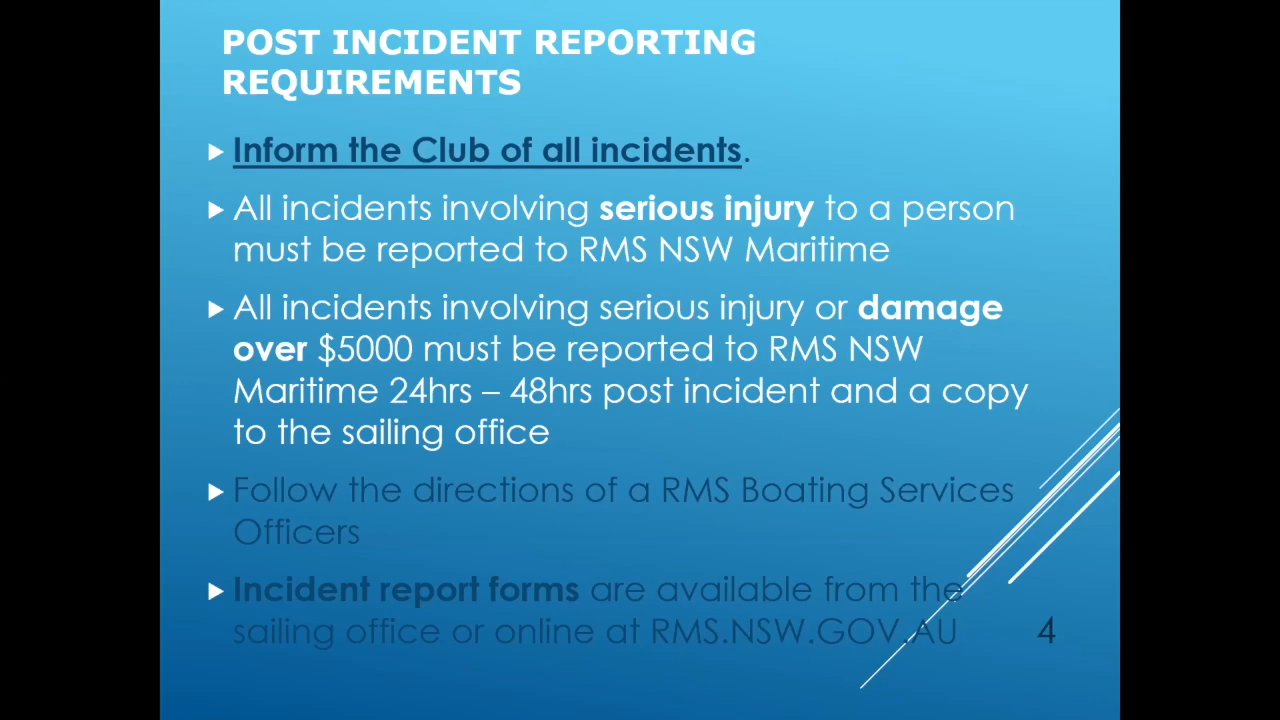 POST INCIDENT REPORTING
REQUIREMENTS
Inform the Club of all incidents.
All incidents involving serious injury to a person
must be reported to RMS NSW Maritime
All incidents involving serious injury or damage
over $5000 must be reported to RMS NSW
Maritime 24hrs – 48hrs post incident and a copy
to the sailing office
Follow the directions of a RMS Boating Services
Officers
Incident report forms are available from the
sailing office or online at RMS.NSW.GOV.AU
4